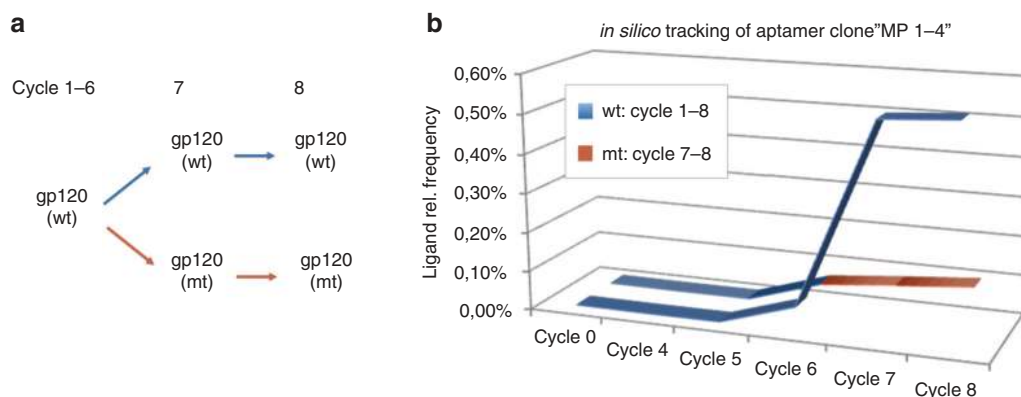 a
Cycle 1–6 7 8
gp120
(wt)
gp120
(wt)
gp120
(wt)
gp120
(mt)
gp120
(mt)
b
in silico tracking of aptamer clone”MP 1–4”
Ligand rel. frequency
0,60%
0,50%
0,40%
0,30%
0,20%
0,10%
0,00%
wt: cycle 1–8
mt: cycle 7–8
Cycle 0
Cycle 4
Cycle 5
Cycle 6
Cycle 7
Cycle 8